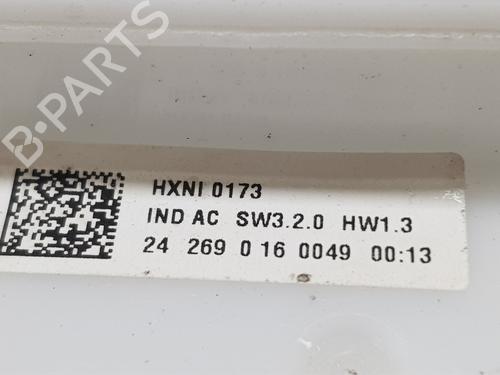 B-PARTS
HXNI 0173
IND AC SW3.2.0 HW1.3
24 269 0 16 0049 00:13